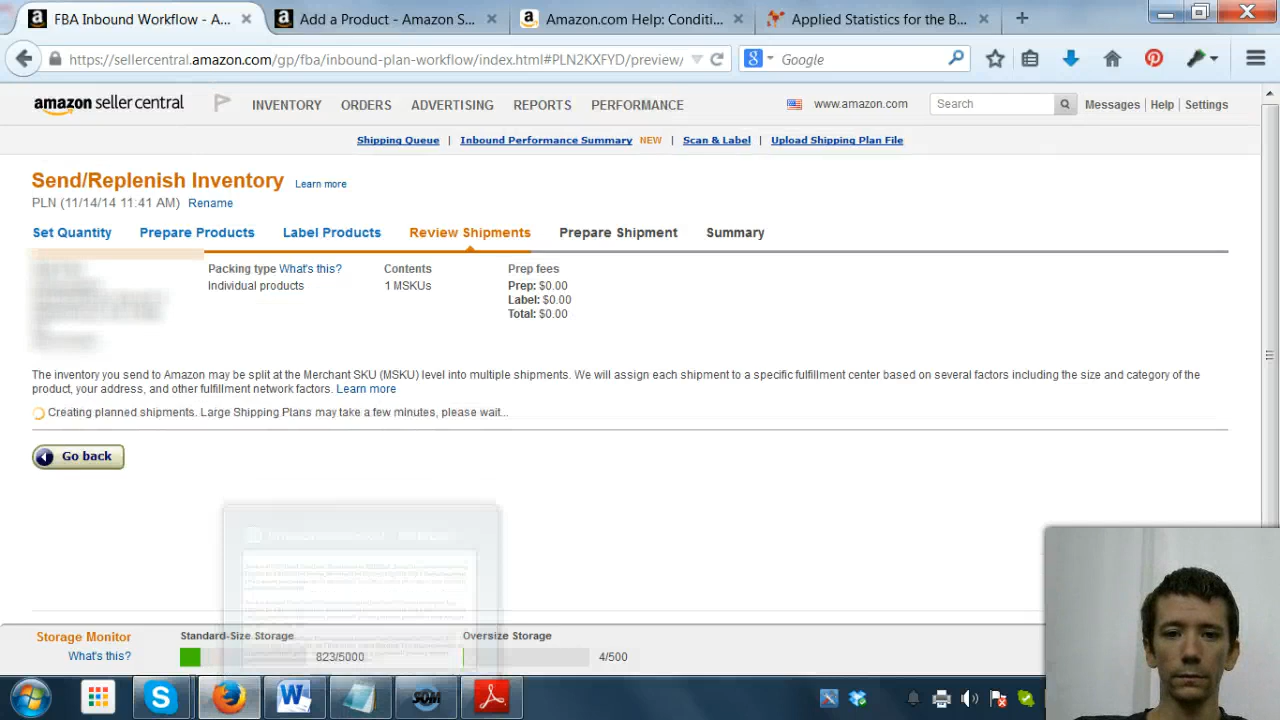 FBA Inbound Workflow - A...
Add a Product - Amazon S...
Amazon.com Help: Conditi...
Applied Statistics for the B...
https://sellercentral.amazon.com/gp/fba/inbound-plan-workflow/index.html#PLN2KXFYD/preview/
Google
amazon seller central
INVENTORY ORDERS ADVERTISING REPORTS PERFORMANCE
www.amazon.com
Search
Messages | Help | Settings
Shipping Queue | Inbound Performance Summary NEW | Scan & Label | Upload Shipping Plan File
Send/Replenish Inventory Learn more
PLN (11/14/14 11:41 AM) Rename
Set Quantity Prepare Products Label Products Review Shipments Prepare Shipment Summary
Packing type What's this? Contents Prep fees
Individual products 1 MSKUs Prep: $0.00
Label: $0.00
Total: $0.00
The inventory you send to Amazon may be split at the Merchant SKU (MSKU) level into multiple shipments. We will assign each shipment to a specific fulfillment center based on several factors including the size and category of the
product, your address, and other fulfillment network factors. Learn more
Creating planned shipments. Large Shipping Plans may take a few minutes, please wait...
Go back
Storage Monitor Standard-Size Storage Oversize Storage
What's this? 823/5000 4/500